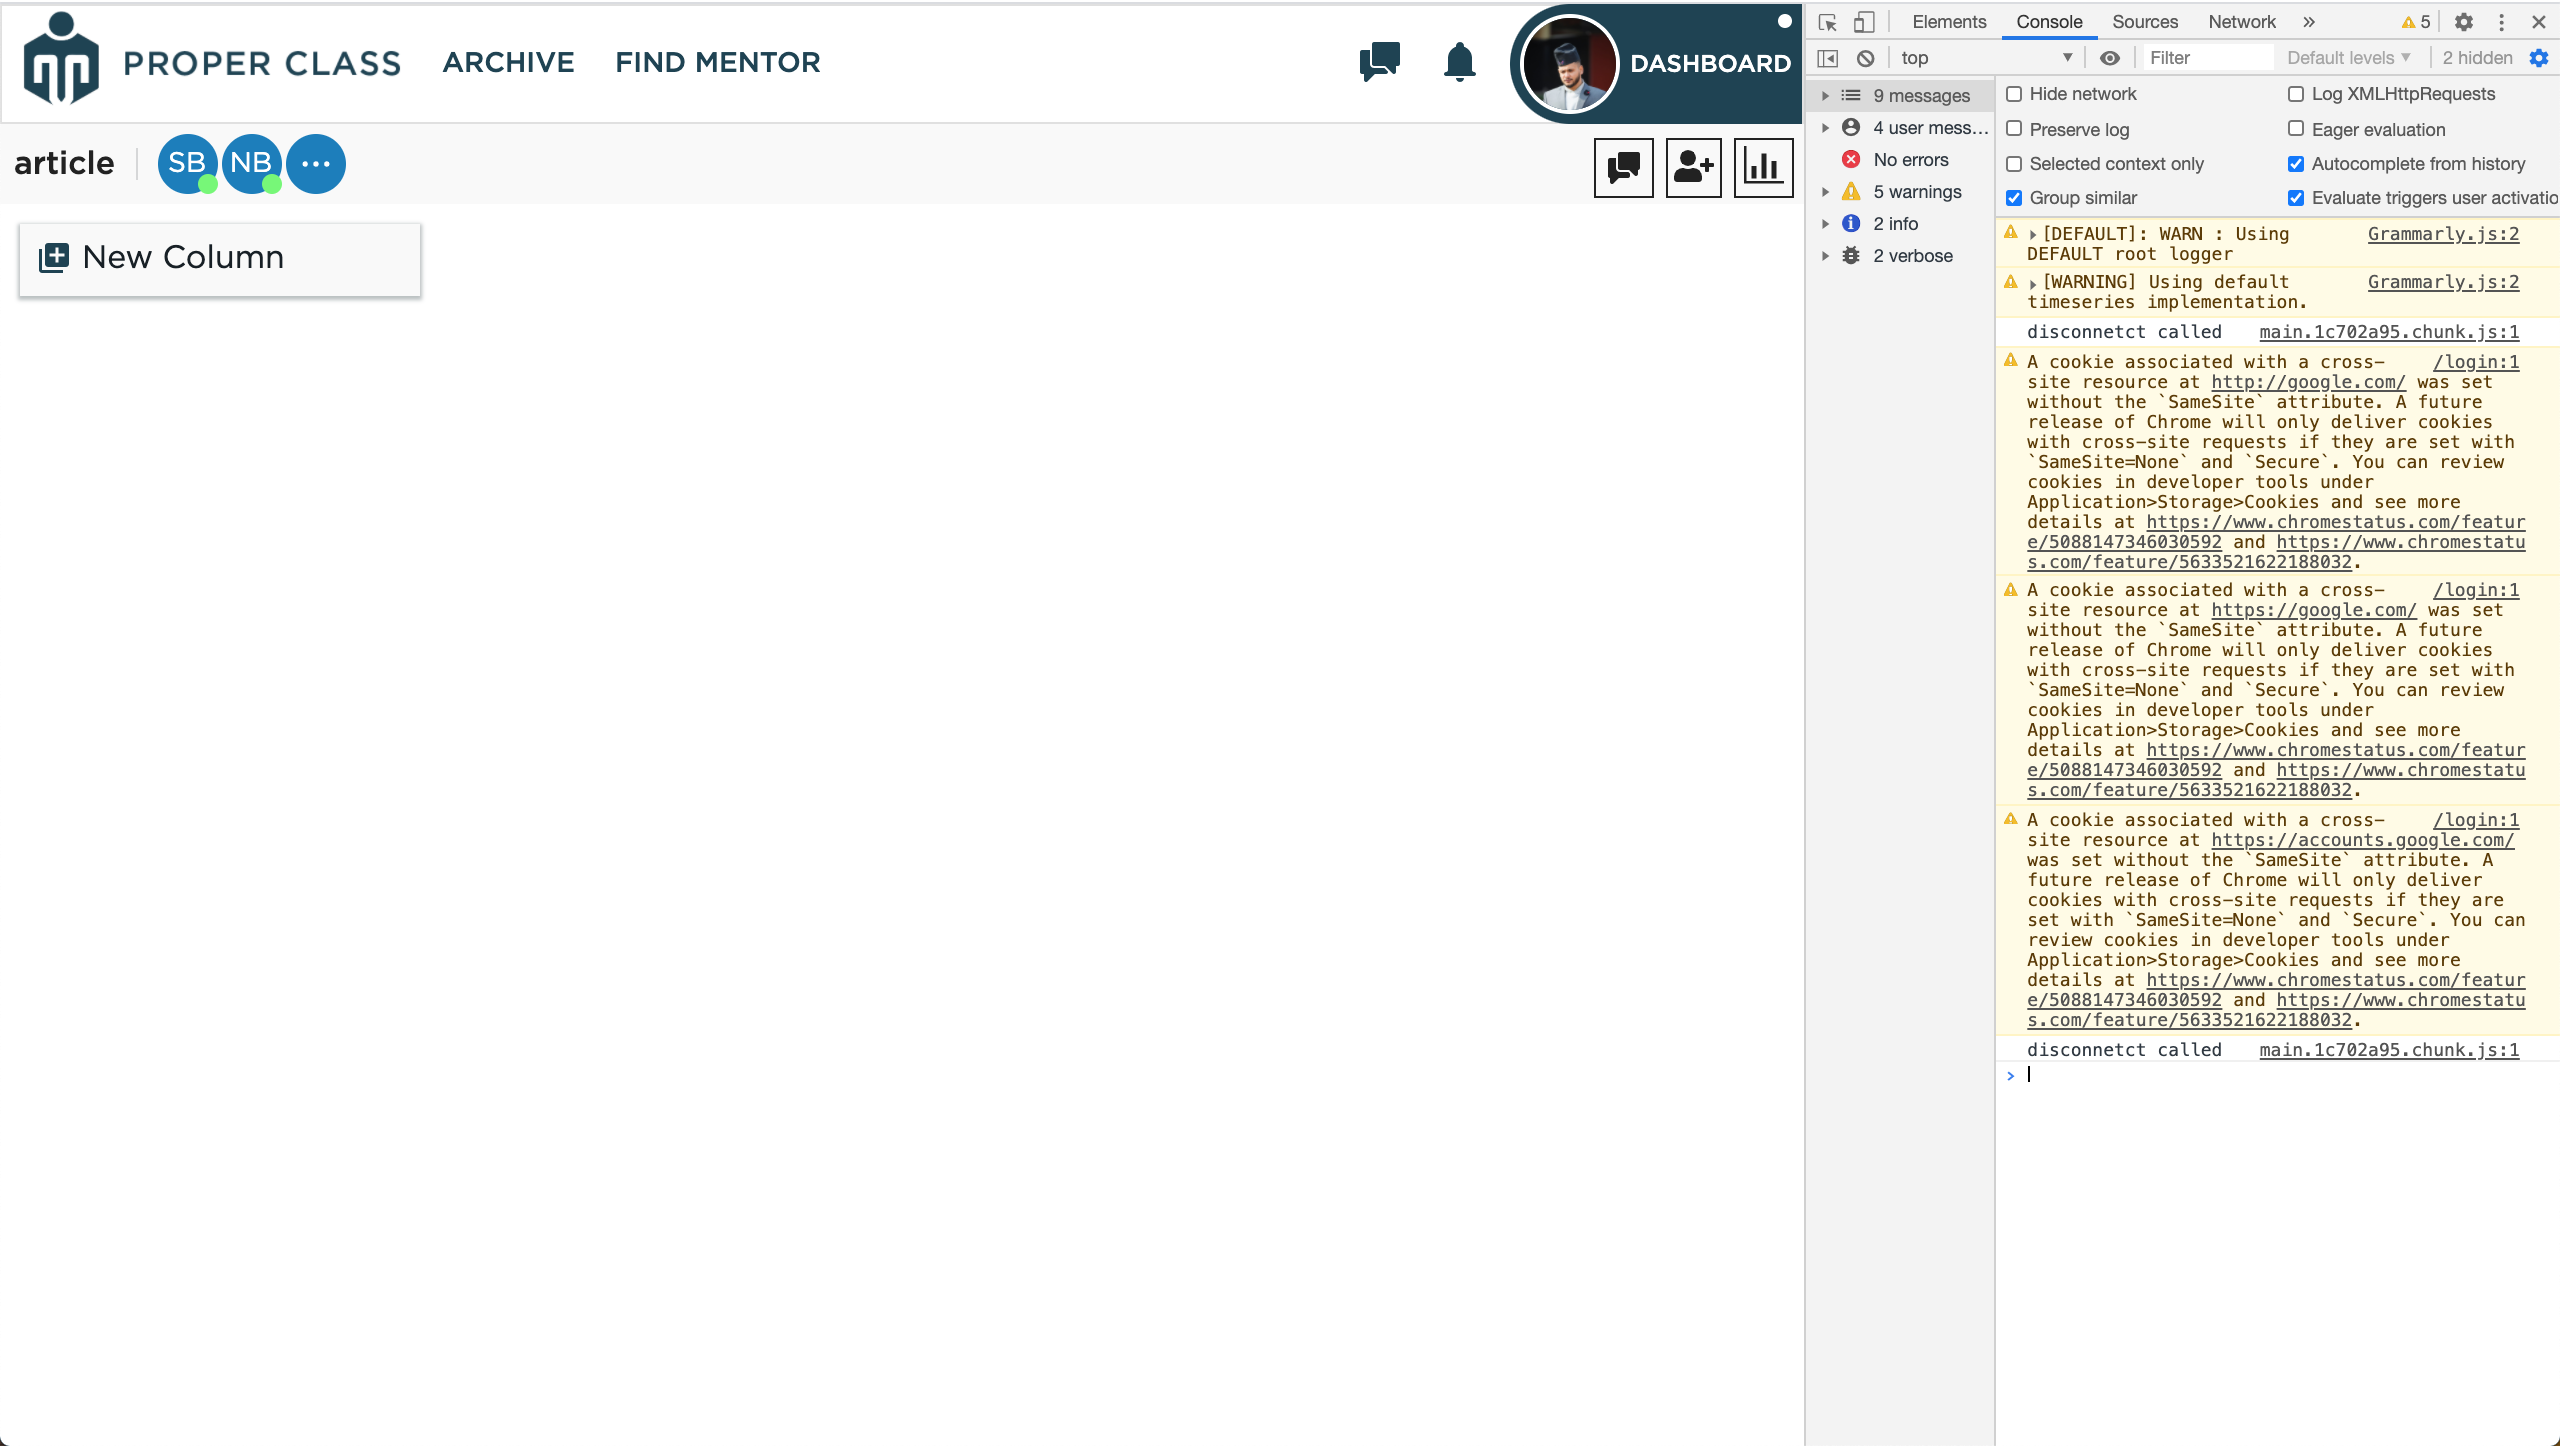 PROPER CLASS
ARCHIVE
FIND MENTOR
DASHBOARD
article
SB
NB
New Column
Elements
Console
Sources
Network
5
top
Filter
Default levels
2 hidden
9 messages
4 user mess…
No errors
5 warnings
2 info
2 verbose
Hide network
Log XMLHttpRequests
Preserve log
Eager evaluation
Selected context only
Autocomplete from history
Group similar
Evaluate triggers user activatio
[DEFAULT]: WARN : Using Grammarly.js:2
DEFAULT root logger
[WARNING] Using default Grammarly.js:2
timeseries implementation.
disconnetct called main.1c702a95.chunk.js:1
A cookie associated with a cross- /login:1
site resource at http://google.com/ was set
without the `SameSite` attribute. A future
release of Chrome will only deliver cookies
with cross-site requests if they are set with
`SameSite=None` and `Secure`. You can review
cookies in developer tools under
Application>Storage>Cookies and see more
details at https://www.chromestatus.com/featur
e/5088147346030592 and https://www.chromestatu
s.com/feature/5633521622188032.
A cookie associated with a cross- /login:1
site resource at https://google.com/ was set
without the `SameSite` attribute. A future
release of Chrome will only deliver cookies
with cross-site requests if they are set with
`SameSite=None` and `Secure`. You can review
cookies in developer tools under
Application>Storage>Cookies and see more
details at https://www.chromestatus.com/featur
e/5088147346030592 and https://www.chromestatu
s.com/feature/5633521622188032.
A cookie associated with a cross- /login:1
site resource at https://accounts.google.com/
was set without the `SameSite` attribute. A
future release of Chrome will only deliver
cookies with cross-site requests if they are
set with `SameSite=None` and `Secure`. You can
review cookies in developer tools under
Application>Storage>Cookies and see more
details at https://www.chromestatus.com/featur
e/5088147346030592 and https://www.chromestatu
s.com/feature/5633521622188032.
disconnetct called main.1c702a95.chunk.js:1